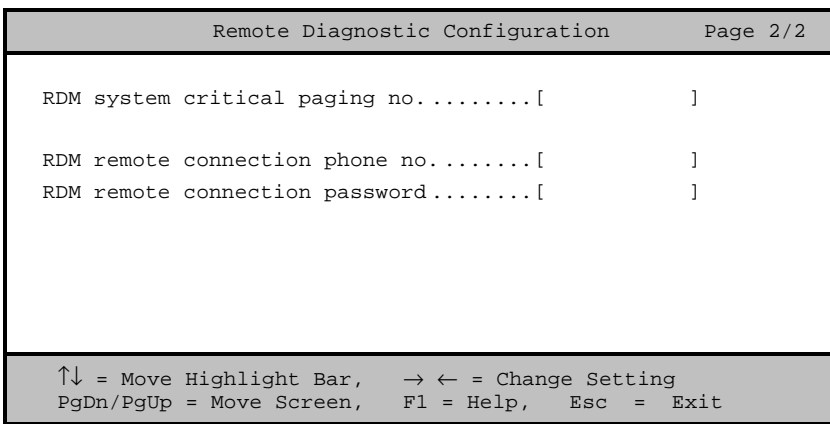 Remote Diagnostic Configuration Page 2/2
RDM system critical paging no.........[ ]
RDM remote connection phone no........[ ]
RDM remote connection password........[ ]
↑↓ = Move Highlight Bar, → ← = Change Setting
PgDn/PgUp = Move Screen, F1 = Help, Esc = Exit